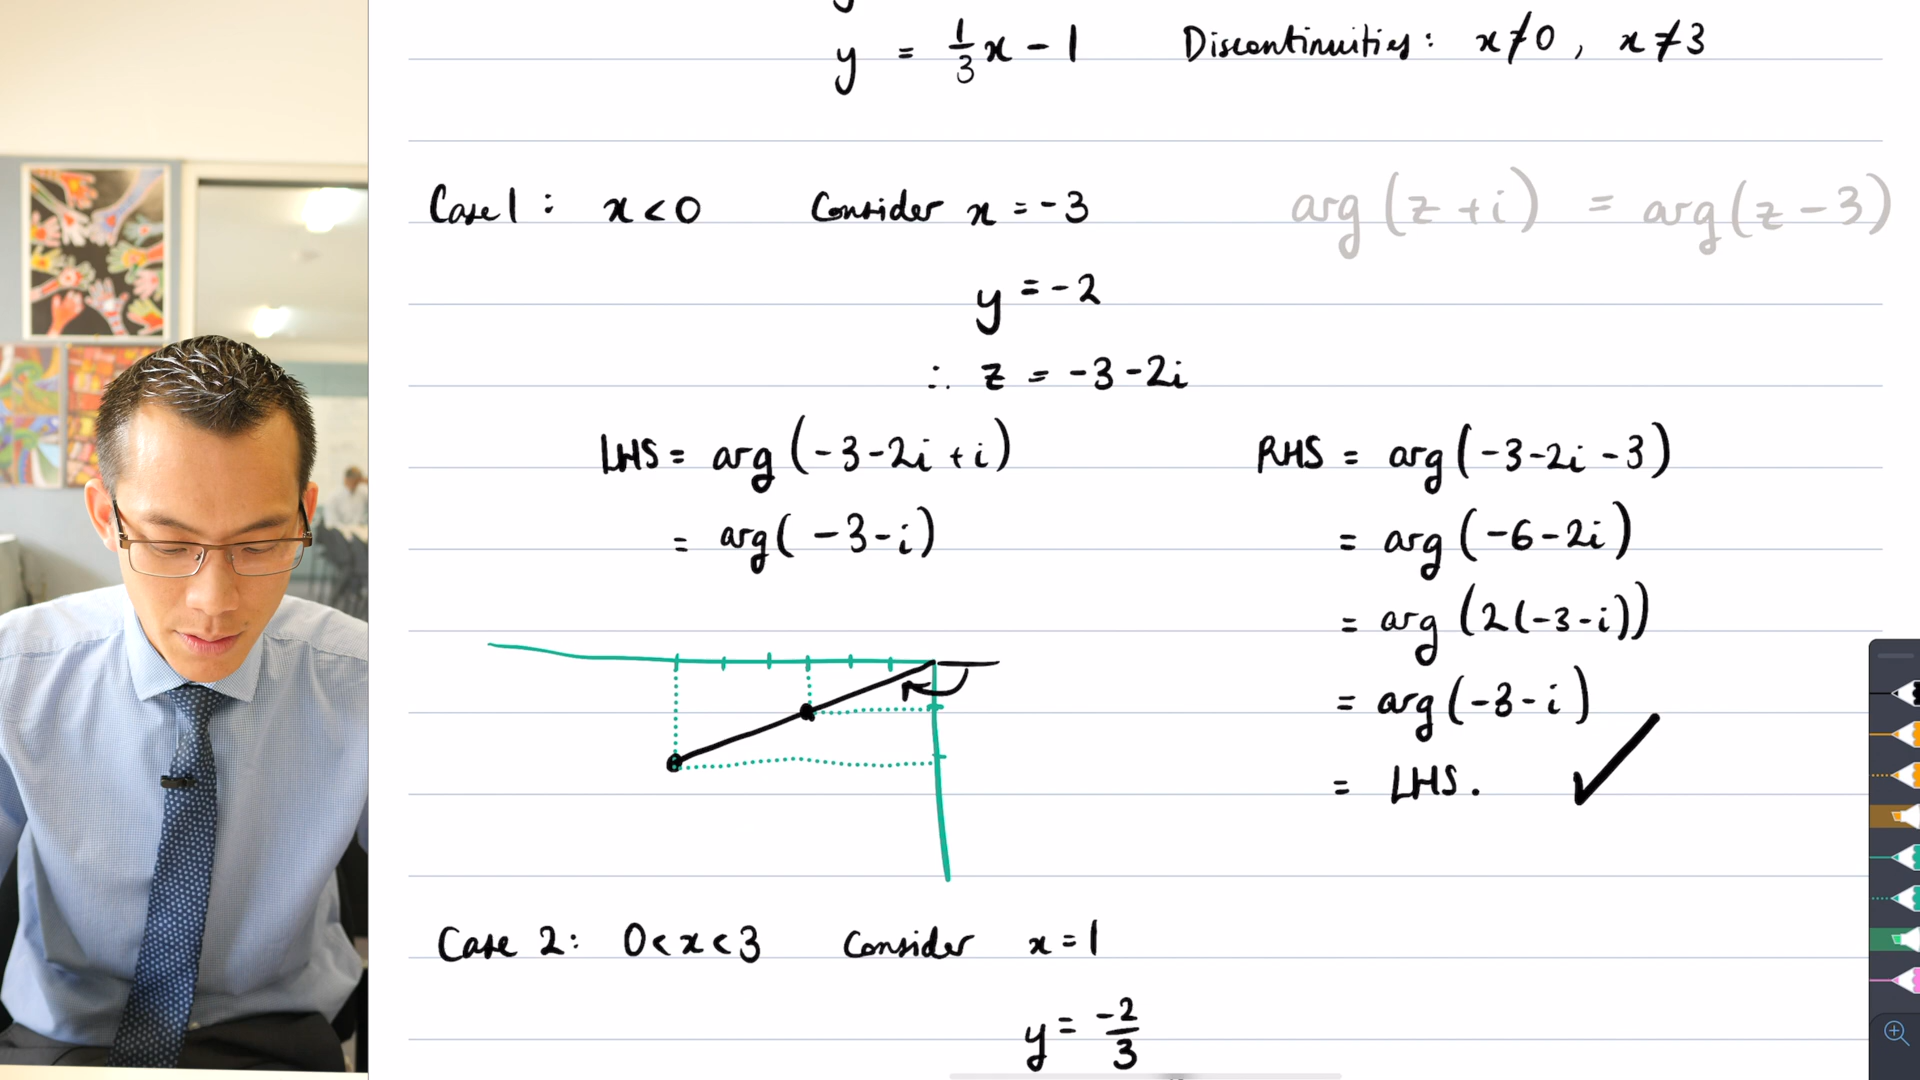 y = 1/3 x - 1 Discontinuities: x≠0, x≠3
Case 1: x < 0 Consider x = -3 arg(z+i) = arg(z-3)
y = -2
∴ z = -3-2i
LHS = arg(-3-2i+i) RHS = arg(-3-2i-3)
= arg(-3-i) = arg(-6-2i)
= arg(2(-3-i))
= arg(-3-i)
= LHS. ✓
Case 2: 0<x<3 Consider x=1
y = -2/3